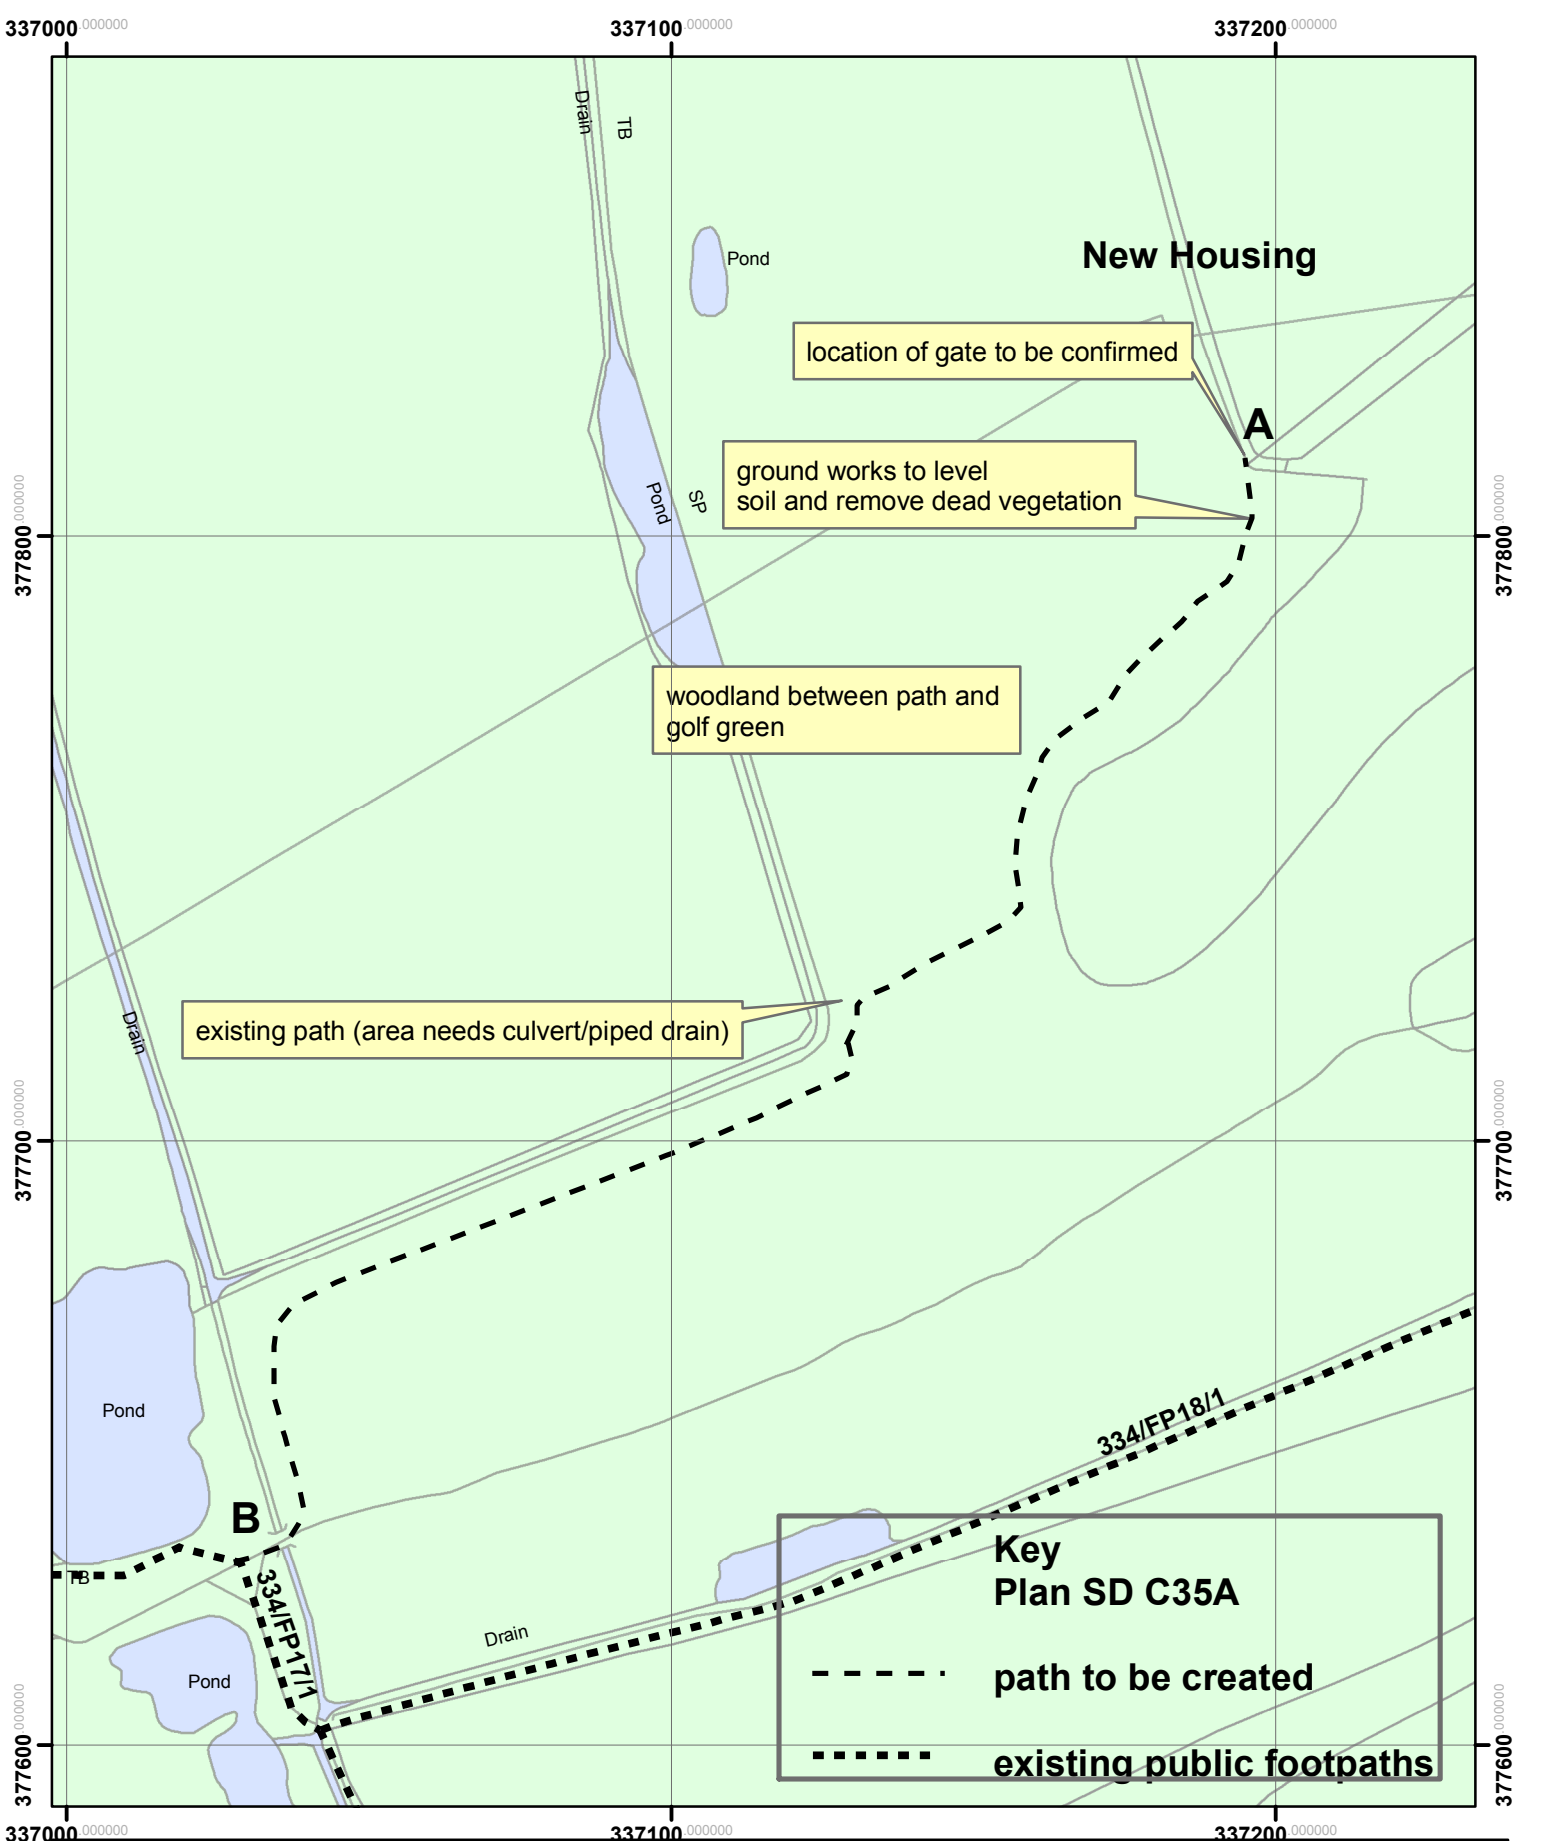 337000.000000
337100.000000
337200.000000
Drain
TB
Pond
New Housing
location of gate to be confirmed
A
ground works to level
soil and remove dead vegetation
Pond
SP
377800.000000
377800.000000
woodland between path and
golf green
existing path (area needs culvert/piped drain)
Drain
377700.000000
377700.000000
Pond
334/FP18/1
B
TB
334/FP17/1
Drain
Pond
Key
Plan SD C35A
path to be created
existing public footpaths
377600.000000
377600.000000
337000.000000
337100.000000
337200.000000